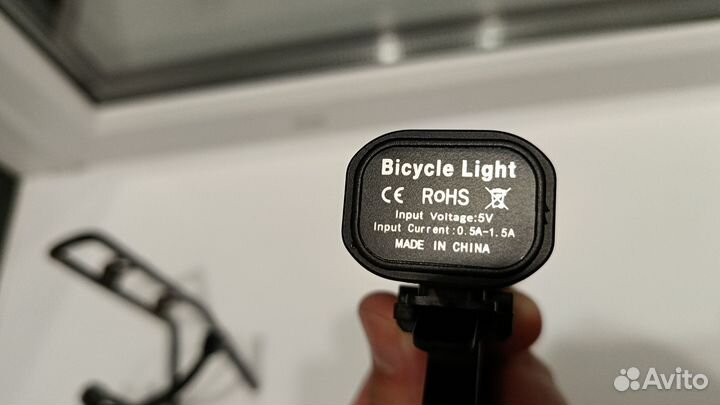 Bicycle Light
CE RoHS
Input Voltage:5V
Input Current:0.5A-1.5A
MADE IN CHINA
Avito